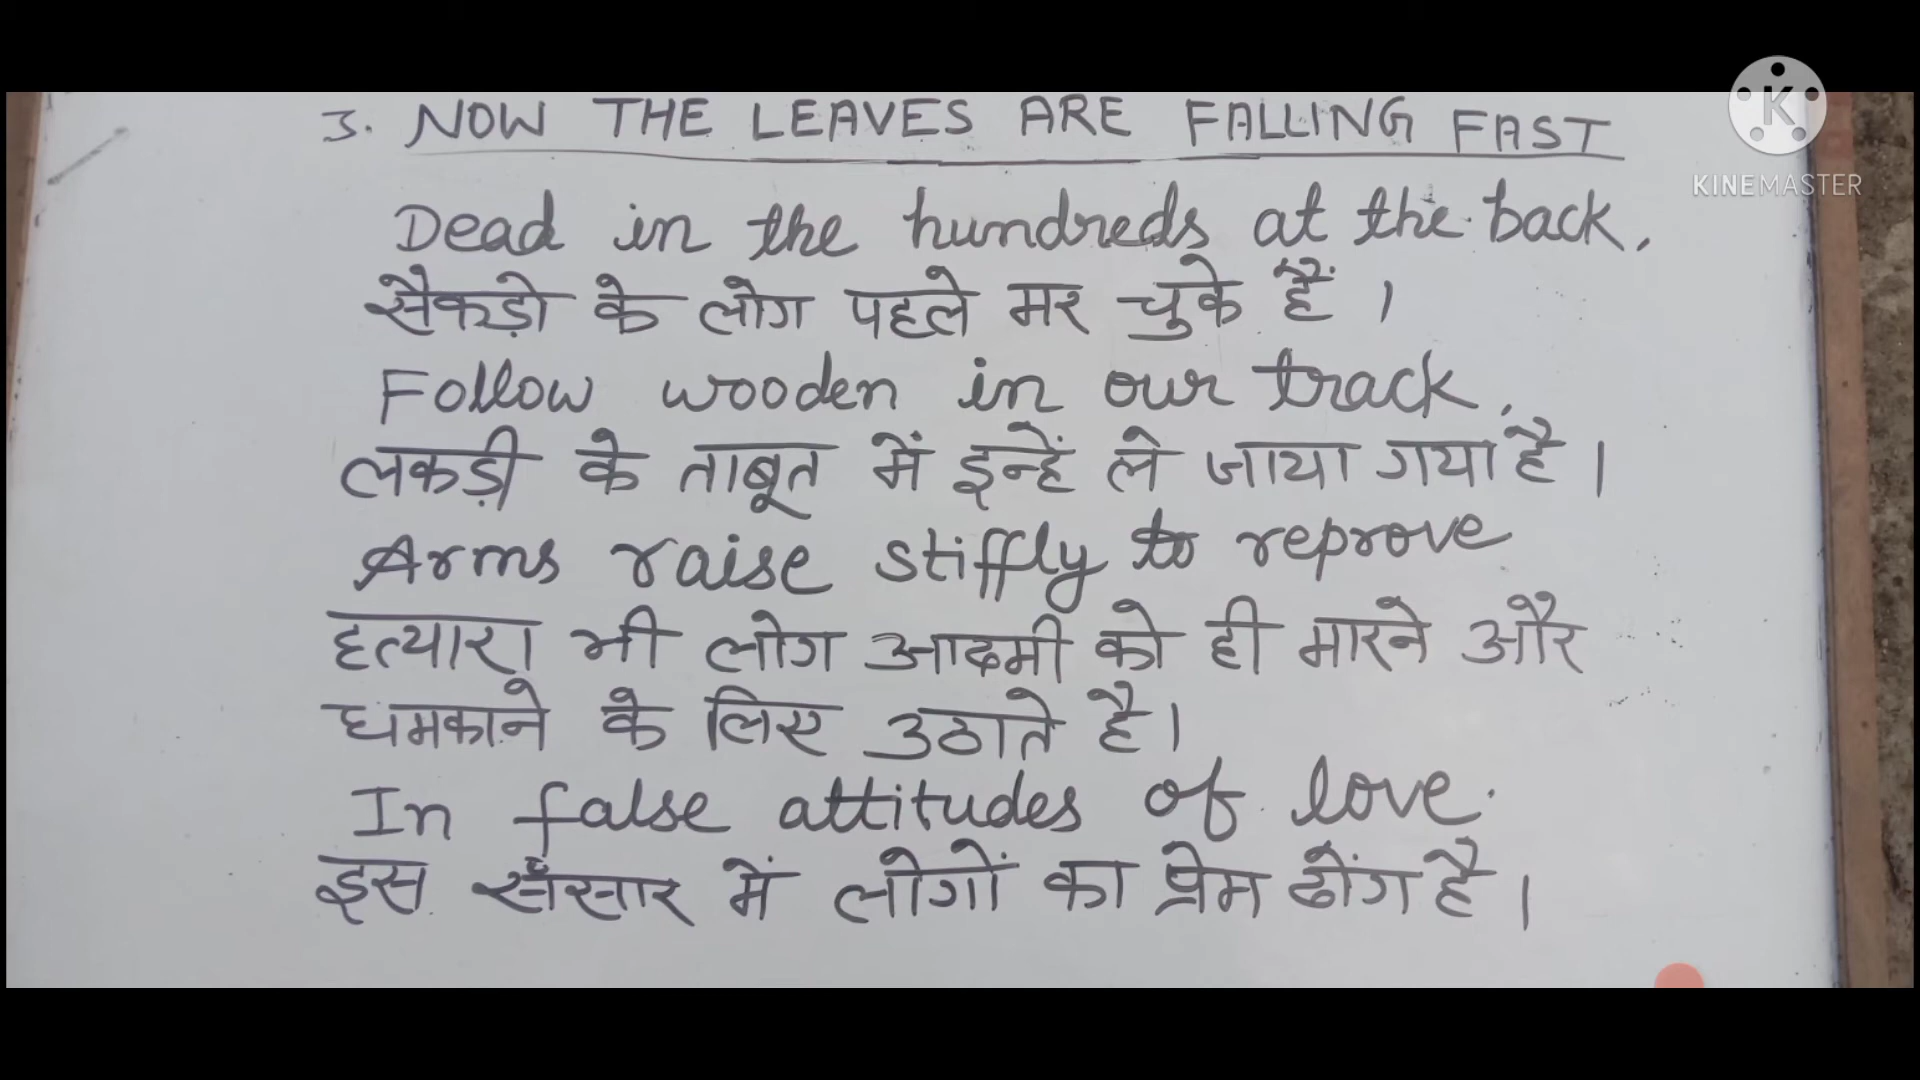 3. NOW THE LEAVES ARE FALLING FAST
KINEMASTER
Dead in the hundreds at the back,
सैकड़ो के लोग पहले मर चुके हैं ।
Follow wooden in our track,
लकड़ी के ताबूत में इन्हें ले जाया गया है ।
Arms raise stiffly to reprove
हत्यारा भी लोग आदमी को ही मारने और
धमकाने के लिए उठाते है ।
In false attitudes of love.
इस संसार में लोगों का प्रेम ढोंग है ।